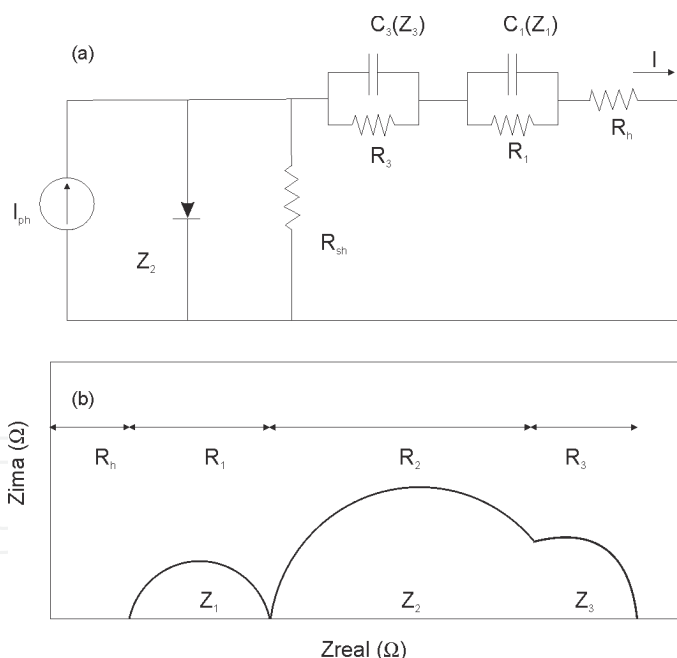 C₃(Z₃) C₁(Z₁)
(a) I
R₃ R₁ Rₕ
Iₚₕ
Rₛₕ
Z₂
(b)
Rₕ R₁ R₂ R₃
Zima (Ω)
Z₁ Z₂ Z₃
Zreal (Ω)